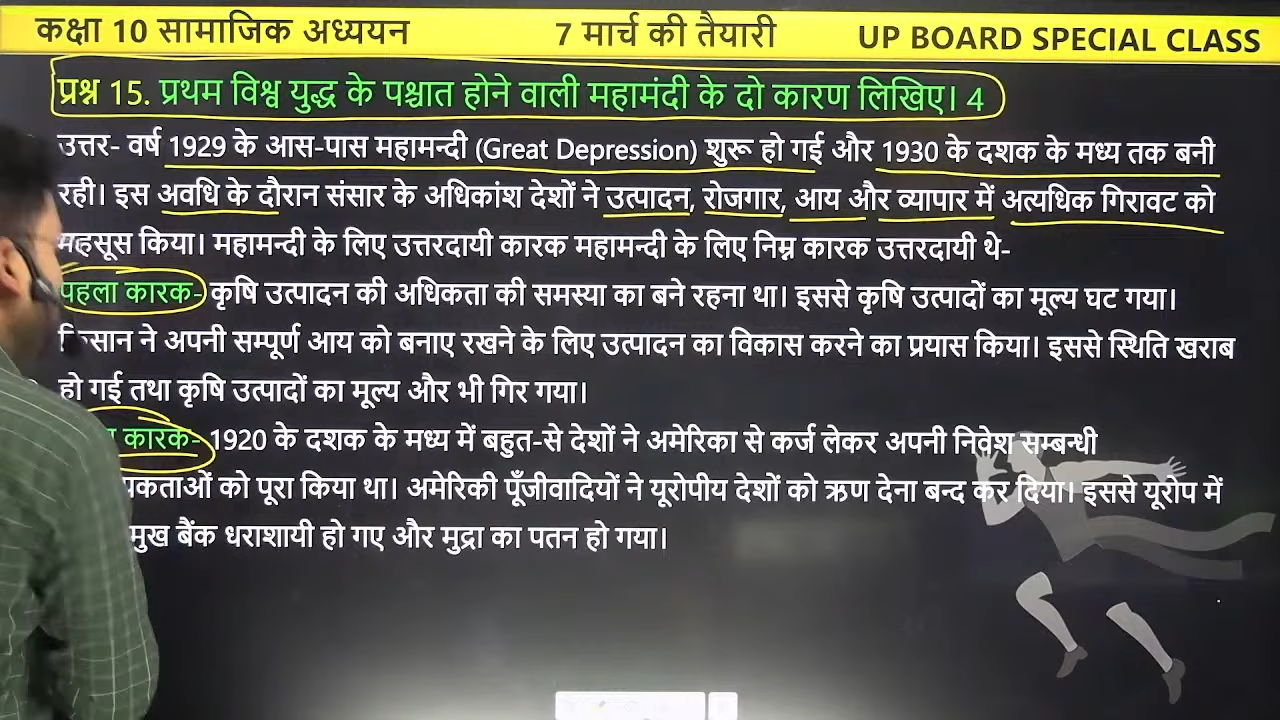 कक्षा 10 सामाजिक अध्ययन 7 मार्च की तैयारी UP BOARD SPECIAL CLASS
प्रश्न 15. प्रथम विश्व युद्ध के पश्चात होने वाली महामंदी के दो कारण लिखिए। 4
उत्तर- वर्ष 1929 के आस-पास महामन्दी (Great Depression) शुरू हो गई और 1930 के दशक के मध्य तक बनी
रही। इस अवधि के दौरान संसार के अधिकांश देशों ने उत्पादन, रोजगार, आय और व्यापार में अत्यधिक गिरावट को
महसूस किया। महामन्दी के लिए उत्तरदायी कारक महामन्दी के लिए निम्न कारक उत्तरदायी थे-
पहला कारक- कृषि उत्पादन की अधिकता की समस्या का बने रहना था। इससे कृषि उत्पादों का मूल्य घट गया।
किसान ने अपनी सम्पूर्ण आय को बनाए रखने के लिए उत्पादन का विकास करने का प्रयास किया। इससे स्थिति खराब
हो गई तथा कृषि उत्पादों का मूल्य और भी गिर गया।
कारक- 1920 के दशक के मध्य में बहुत-से देशों ने अमेरिका से कर्ज लेकर अपनी निवेश सम्बन्धी
को पूरा किया था। अमेरिकी पूँजीवादियों ने यूरोपीय देशों को ऋण देना बन्द कर दिया। इससे यूरोप में
बैंक धराशायी हो गए और मुद्रा का पतन हो गया।